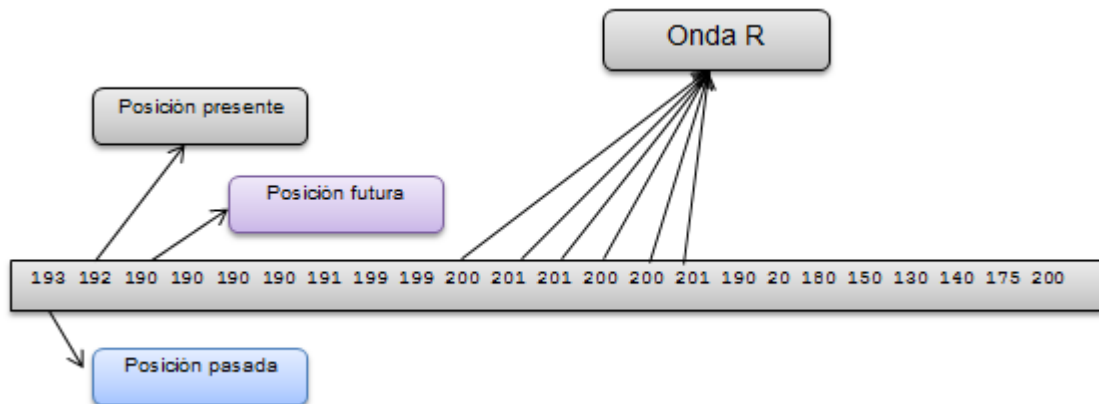 Onda R
Posición presente
Posición futura
193 192 190 190 190 190 191 199 199 200 201 201 200 200 201 190 20 180 150 130 140 175 200
Posición pasada